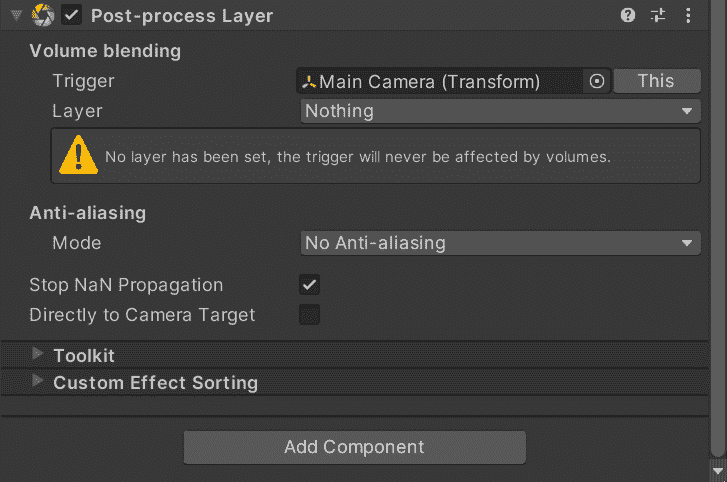 Post-process Layer
Volume blending
Trigger Main Camera (Transform) This
Layer Nothing
No layer has been set, the trigger will never be affected by volumes.
Anti-aliasing
Mode No Anti-aliasing
Stop NaN Propagation
Directly to Camera Target
Toolkit
Custom Effect Sorting
Add Component